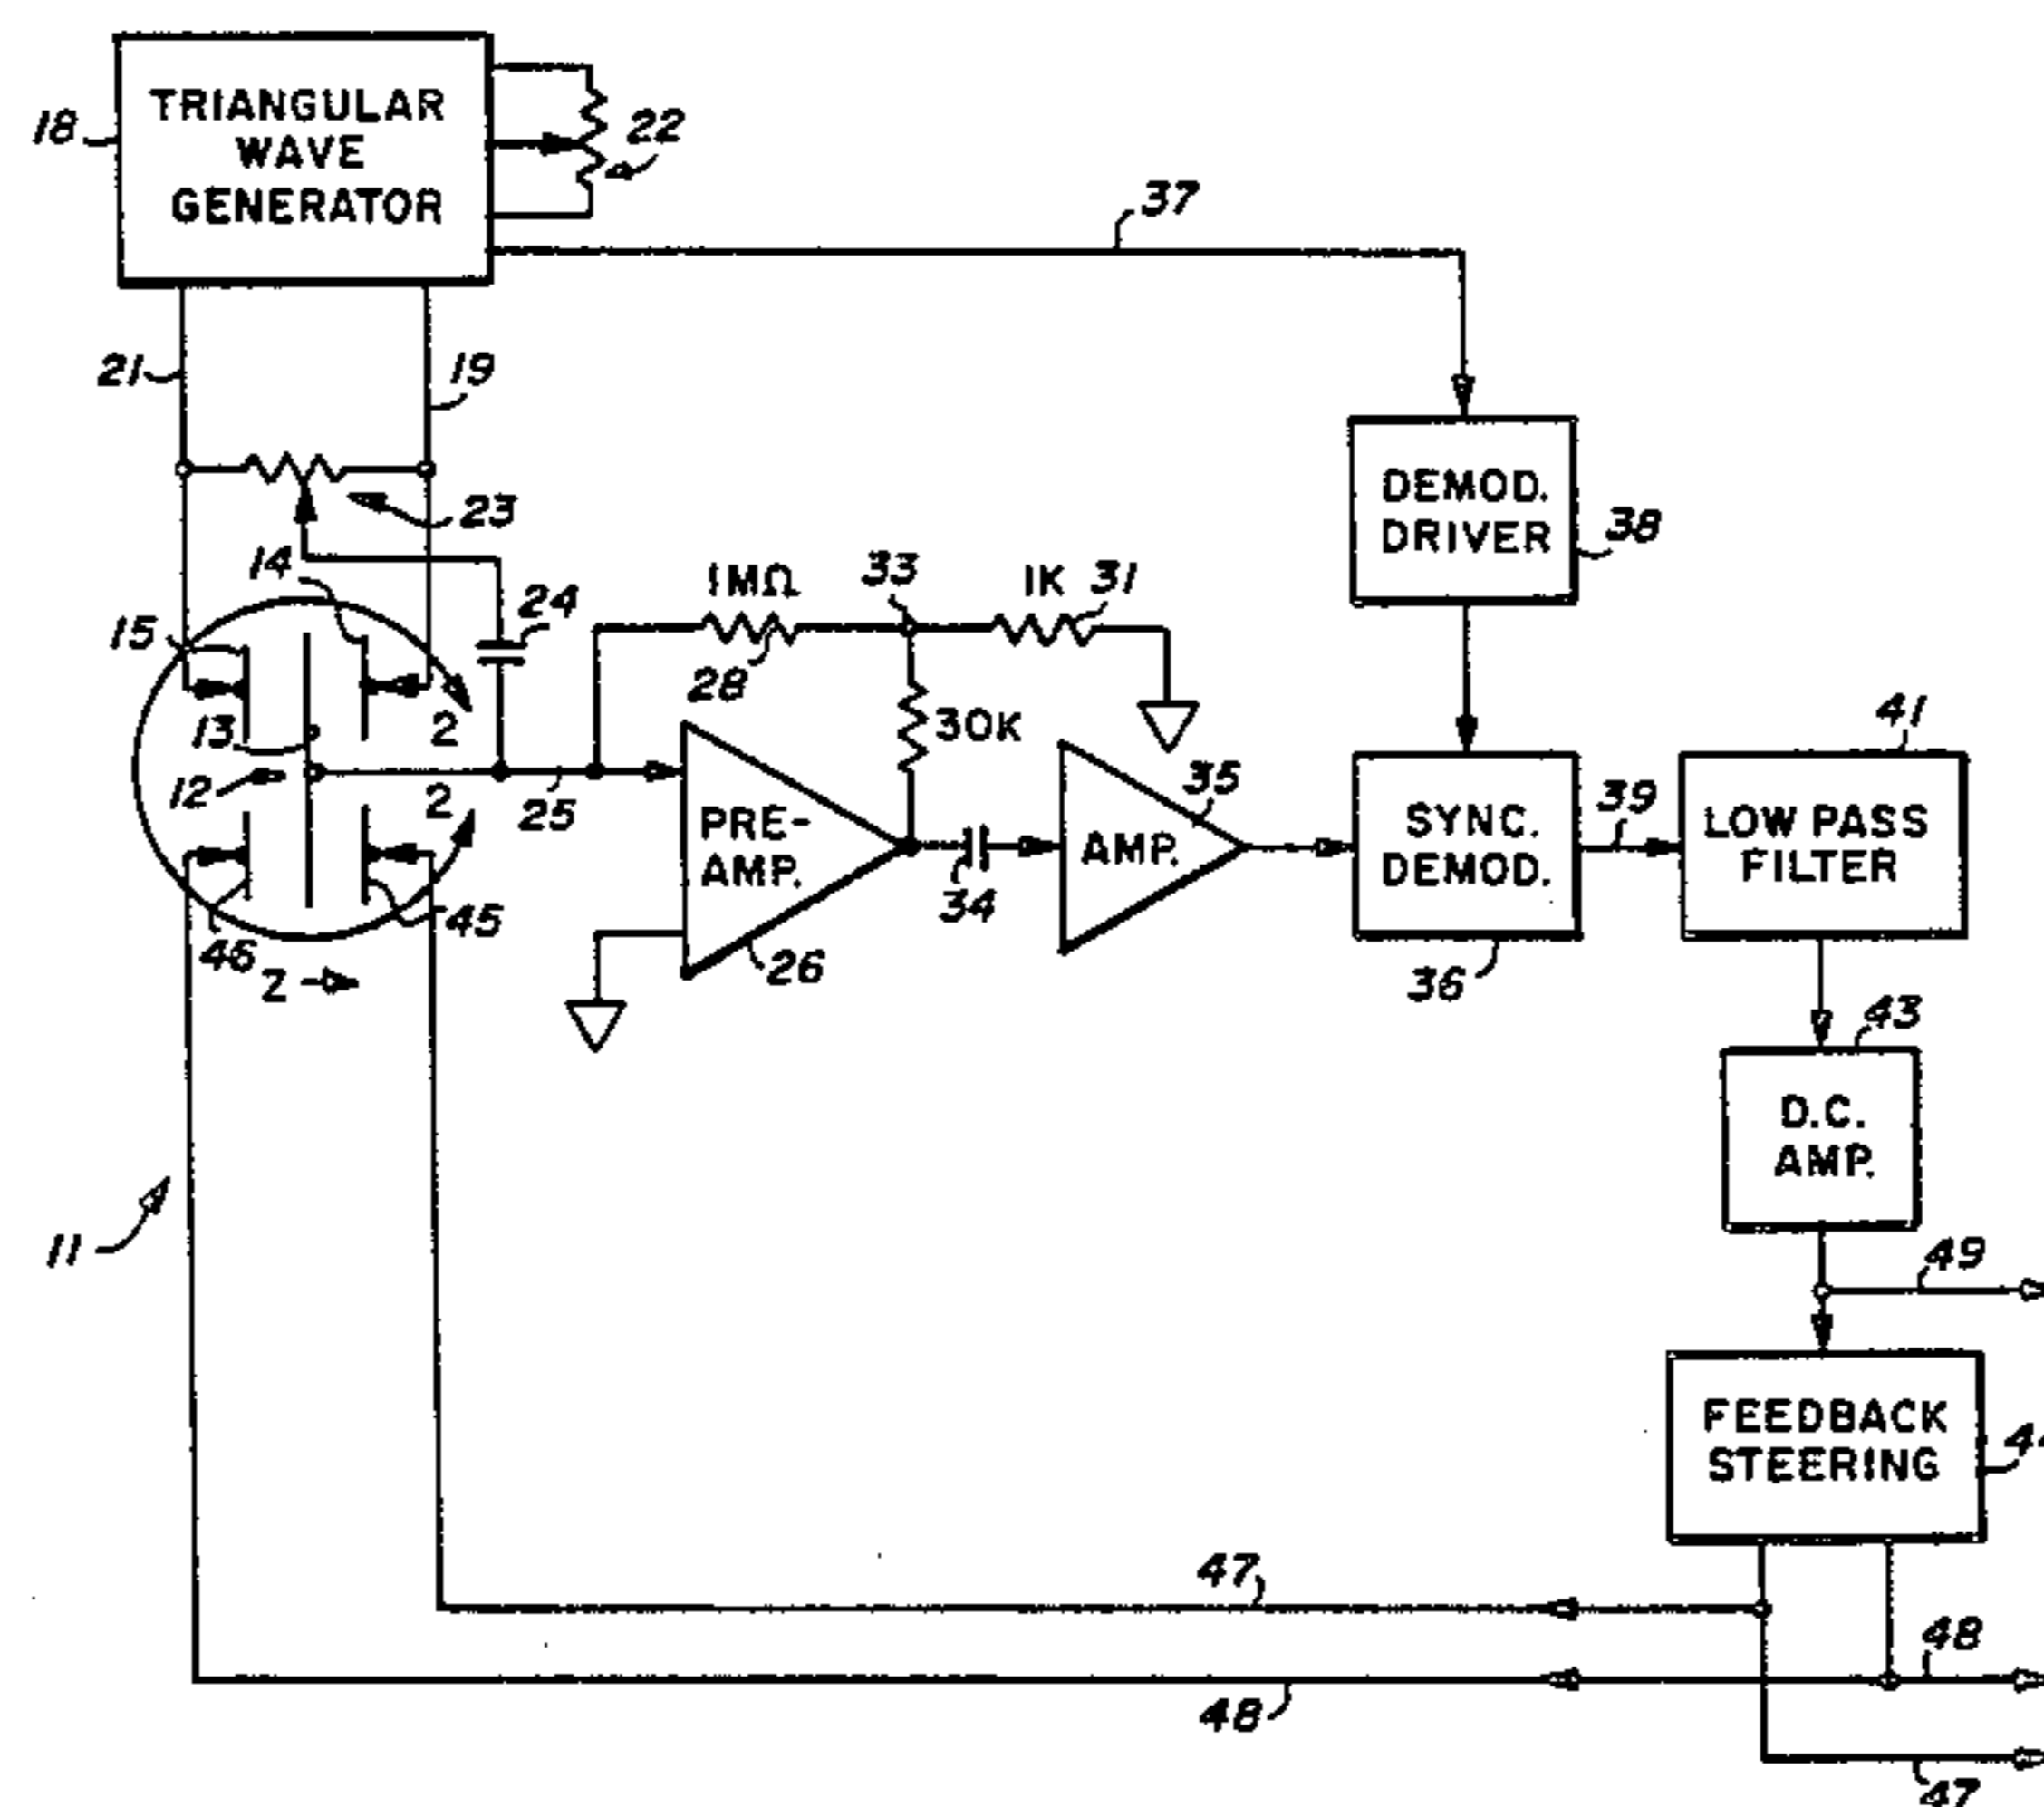 TRIANGULAR
WAVE
GENERATOR
18
22
37
21
19
23
14
15
24
13
12
2
2
25
46
45
2
11
1MΩ
28
33
1K
31
30K
PRE-
AMP.
26
34
AMP.
35
DEMOD.
DRIVER
38
SYNC.
DEMOD.
36
39
41
LOW PASS
FILTER
43
D.C.
AMP.
49
FEEDBACK
STEERING
47
48
48
47